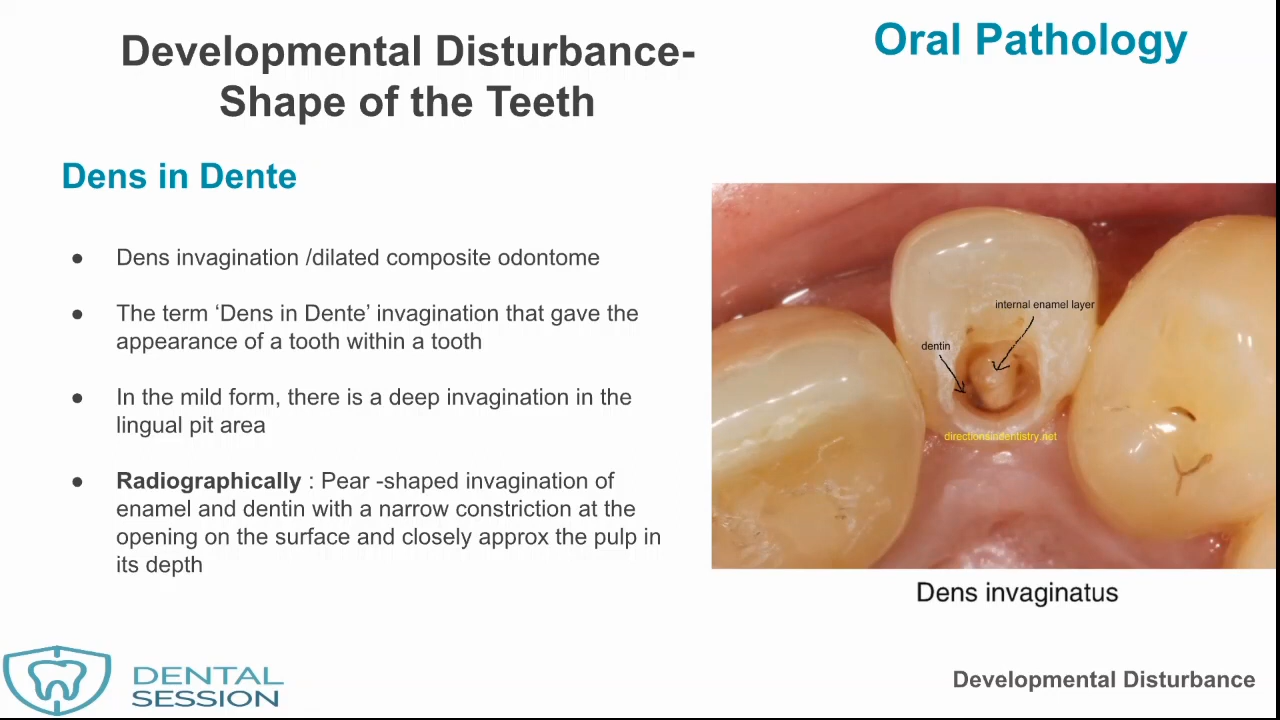 Developmental Disturbance-
Shape of the Teeth
Oral Pathology
Dens in Dente
● Dens invagination /dilated composite odontome
● The term ‘Dens in Dente’ invagination that gave the
appearance of a tooth within a tooth
● In the mild form, there is a deep invagination in the
lingual pit area
● Radiographically : Pear -shaped invagination of
enamel and dentin with a narrow constriction at the
opening on the surface and closely approx the pulp in
its depth
internal enamel layer
dentin
directionsindentistry.net
Dens invaginatus
DENTAL
SESSION
Developmental Disturbance